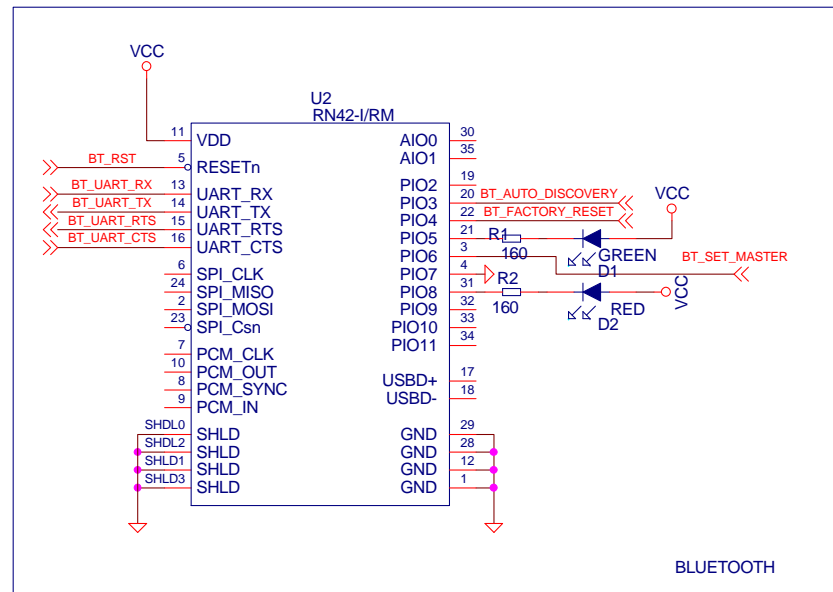 VCC
U2
RN42-I/RM
11 VDD AIO0 30
BT_RST 5 RESETn AIO1 35
BT_UART_RX 13 UART_RX PIO2 19
BT_UART_TX 14 UART_TX PIO3 20 BT_AUTO_DISCOVERY VCC
BT_UART_RTS 15 UART_RTS PIO4 22 BT_FACTORY_RESET
BT_UART_CTS 16 UART_CTS PIO5 21 R1 160 GREEN D1
PIO6 3 BT_SET_MASTER
6 SPI_CLK PIO7 4
24 SPI_MISO PIO8 31 R2 160 RED D2 VCC
2 SPI_MOSI PIO9 32
23 SPI_Csn PIO10 33
PIO11 34
7 PCM_CLK
10 PCM_OUT USBD+ 17
8 PCM_SYNC USBD- 18
9 PCM_IN
SHDL0 SHLD GND 29
SHDL2 SHLD GND 28
SHLD1 SHLD GND 12
SHLD3 SHLD GND 1
BLUETOOTH